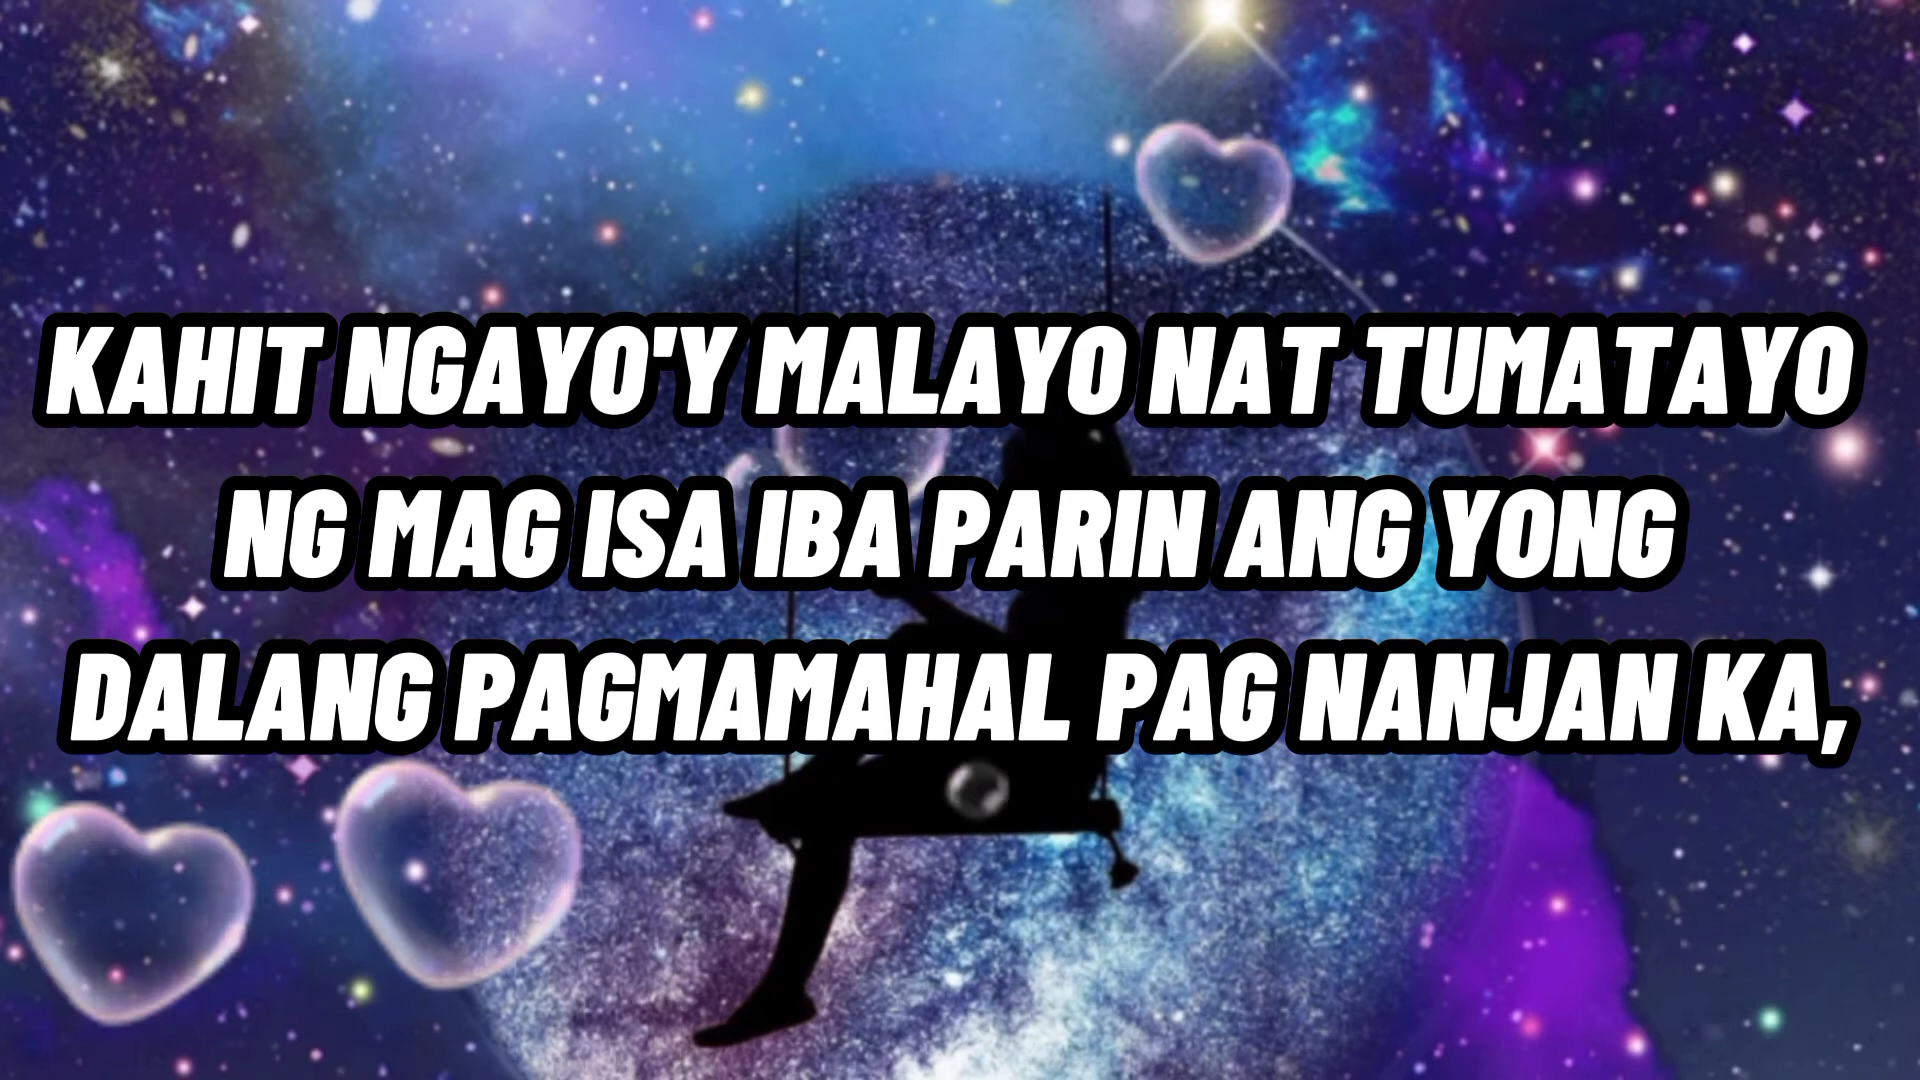 KAHIT NGAYO'Y MALAYO NAT TUMATAYO
NG MAG ISA IBA PARIN ANG YONG
DALANG PAGMAMAHAL PAG NANJAN KA,